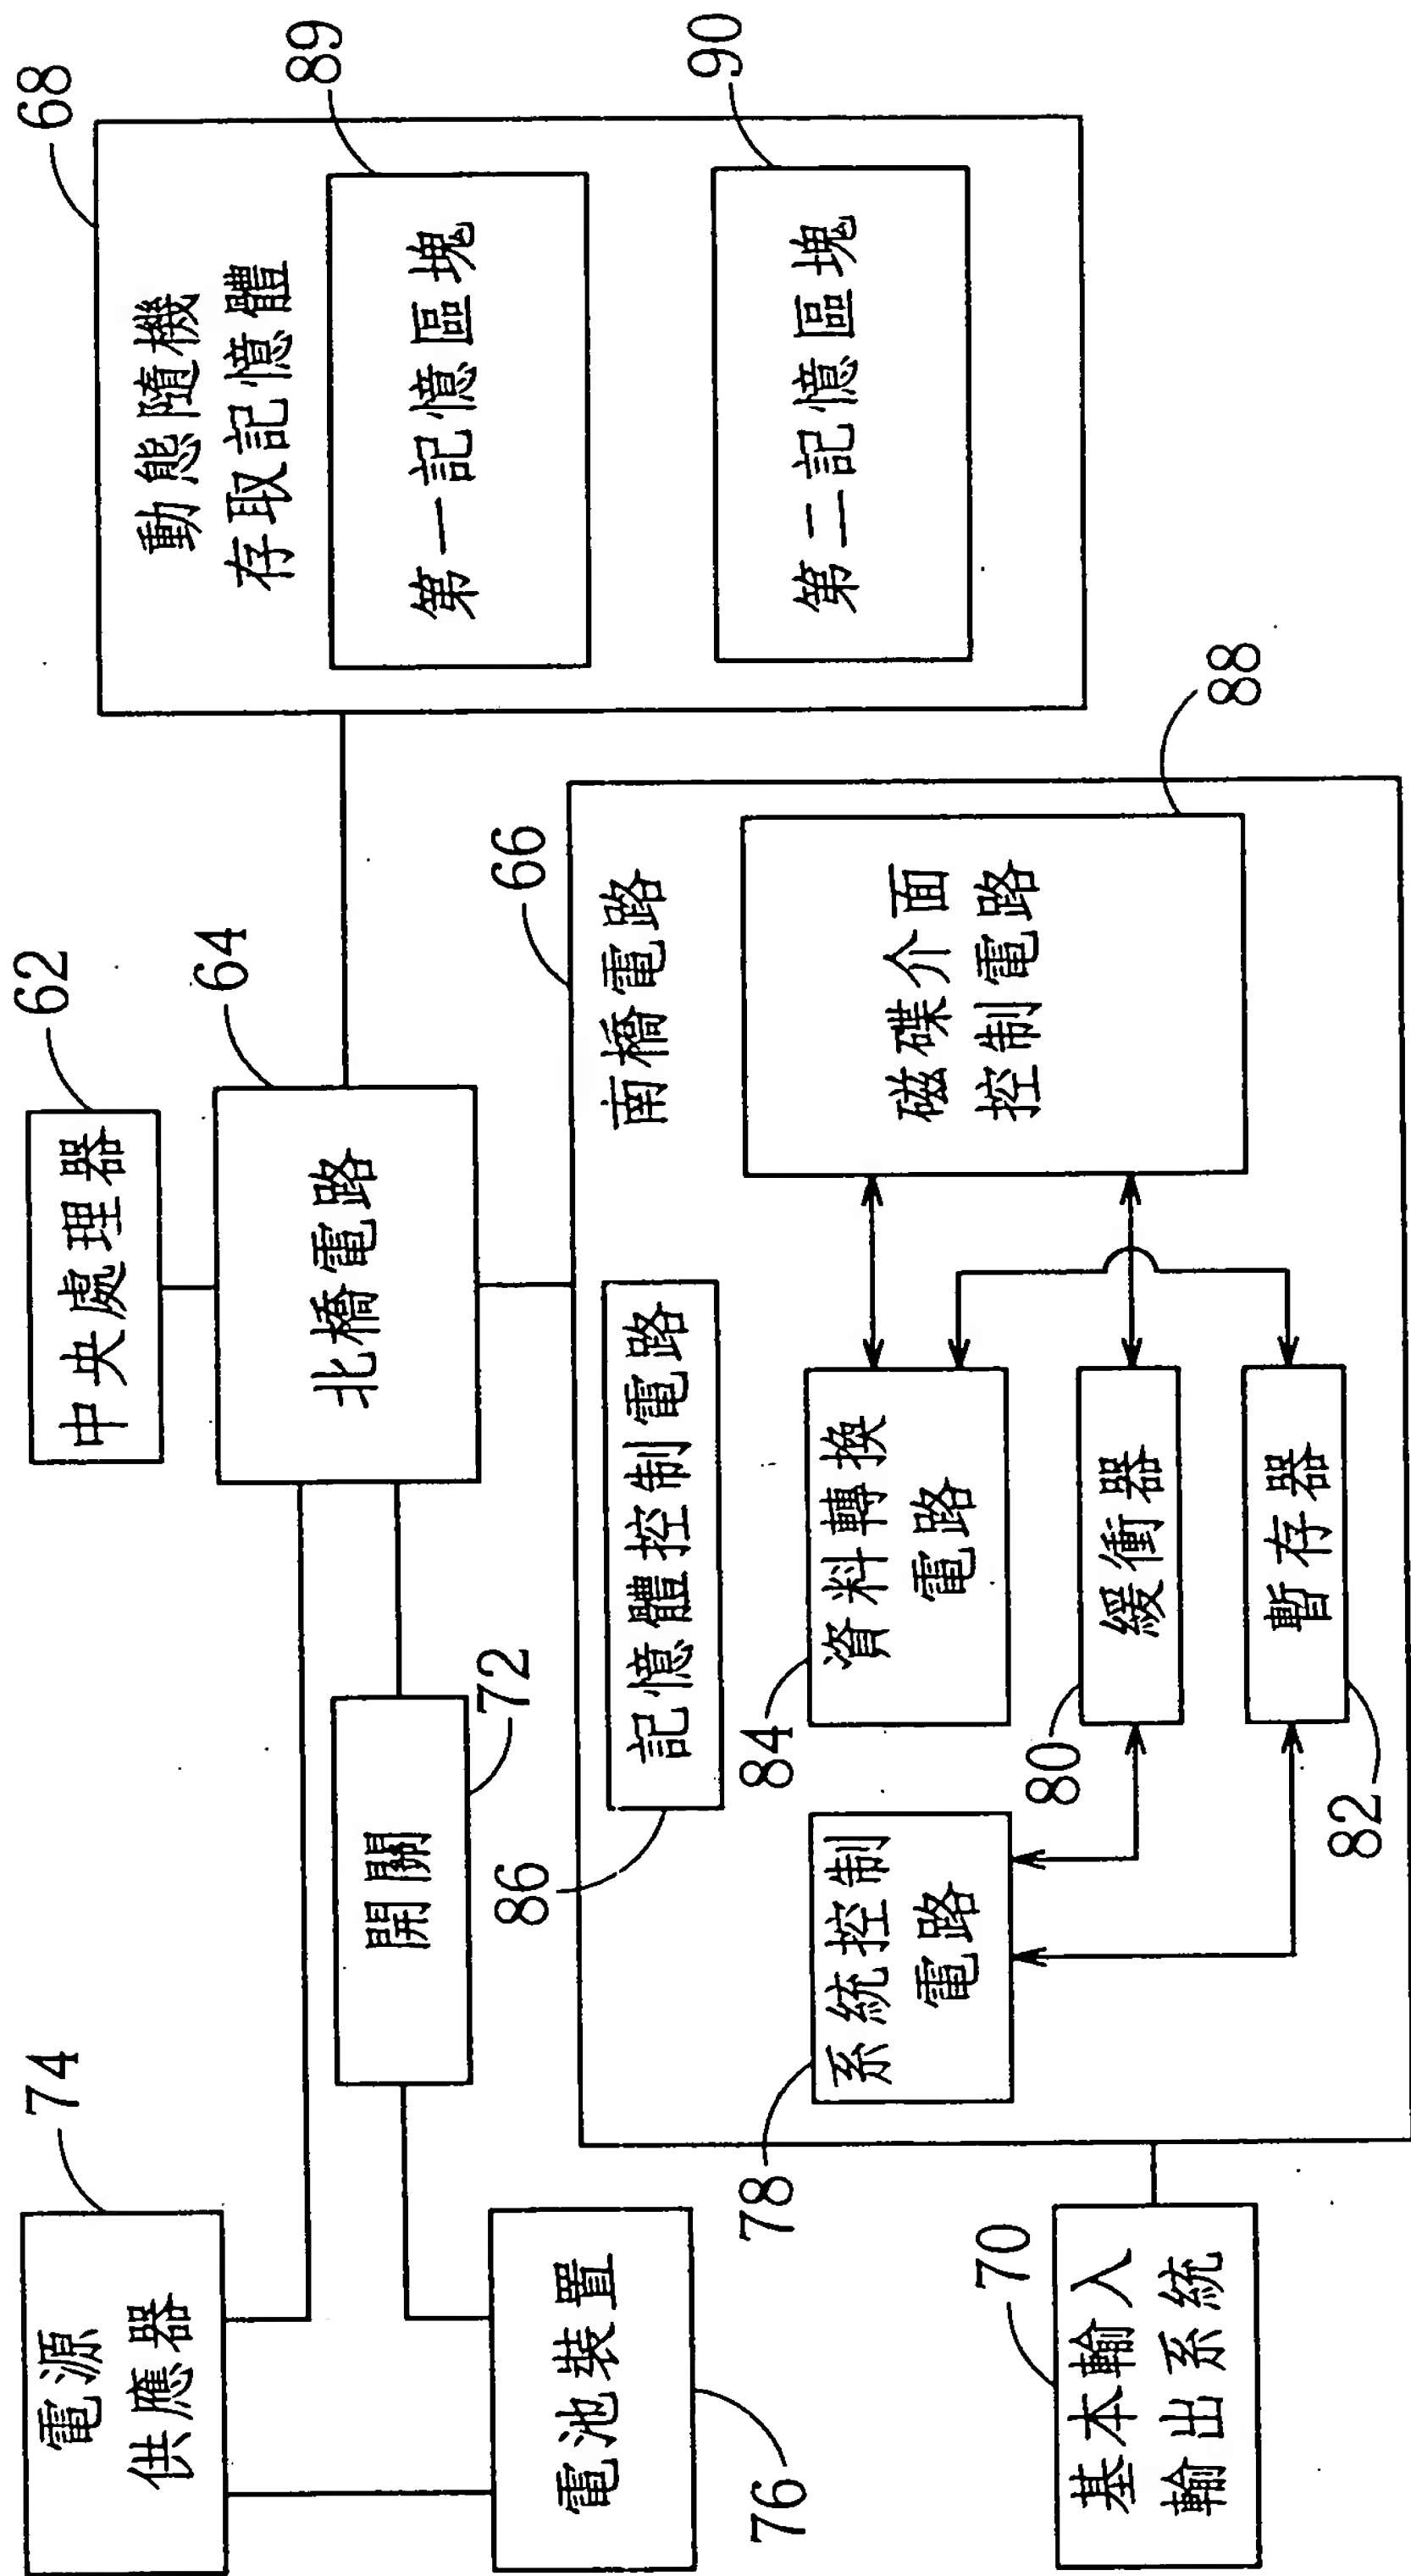 74
電源
供應器
62
中央處理器
68
動態隨機
存取記憶體
64
北橋電路
89
第一記憶區塊
72
開關
76
電池裝置
66
南橋電路
86
記憶體控制電路
90
第二記憶區塊
78
系統控制
電路
84
資料轉換
電路
磁碟介面
控制電路
88
80
緩衝器
70
基本輸入
輸出系統
82
暫存器